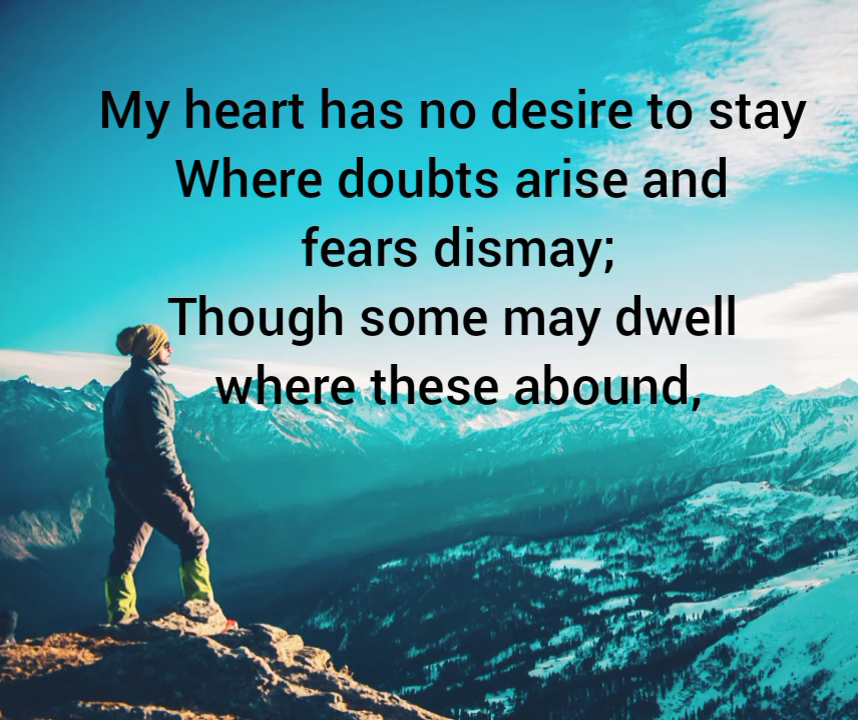 My heart has no desire to stay
Where doubts arise and
fears dismay;
Though some may dwell
where these abound,